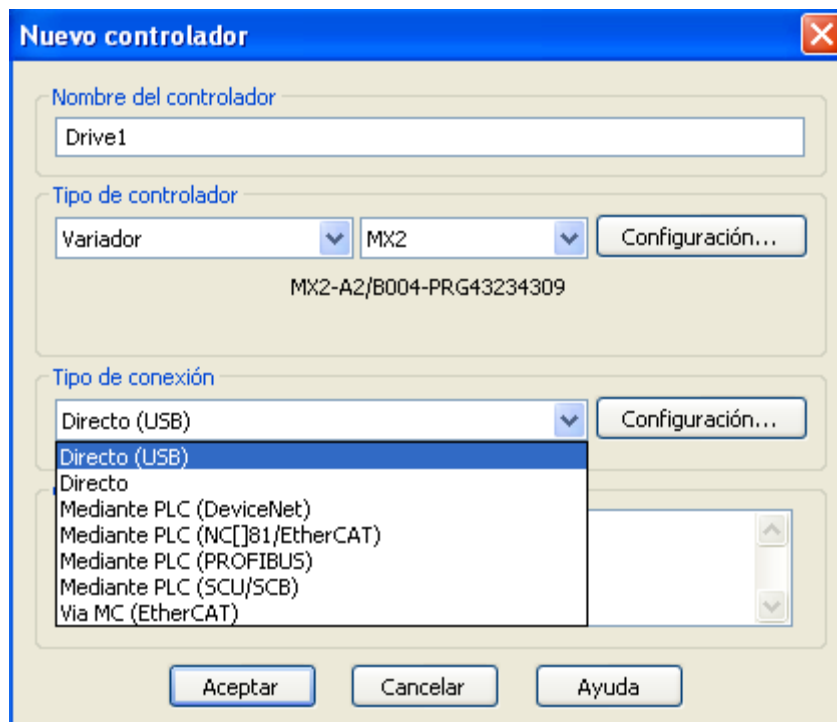 Nuevo controlador
Nombre del controlador
Drive1
Tipo de controlador
Variador MX2 Configuración...
MX2-A2/B004-PRG43234309
Tipo de conexión
Directo (USB) Configuración...
Directo (USB)
Directo
Mediante PLC (DeviceNet)
Mediante PLC (NC[]81/EtherCAT)
Mediante PLC (PROFIBUS)
Mediante PLC (SCU/SCB)
Via MC (EtherCAT)
Aceptar Cancelar Ayuda